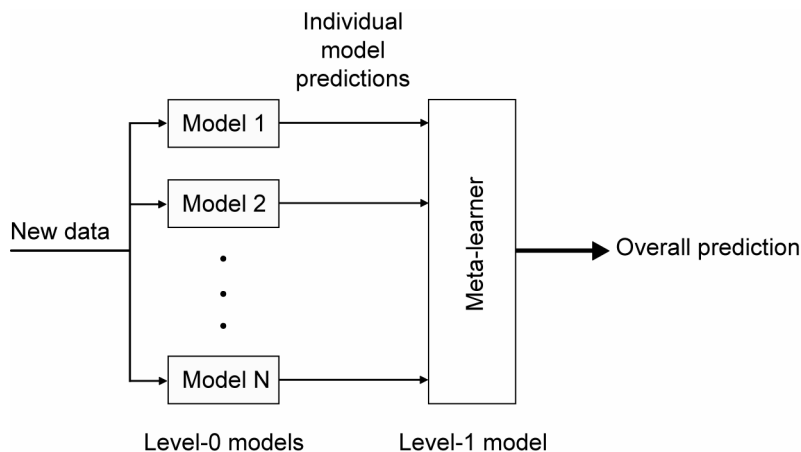 Individual
model
predictions
Model 1
Model 2
New data
Meta-learner
Overall prediction
Model N
Level-0 models
Level-1 model